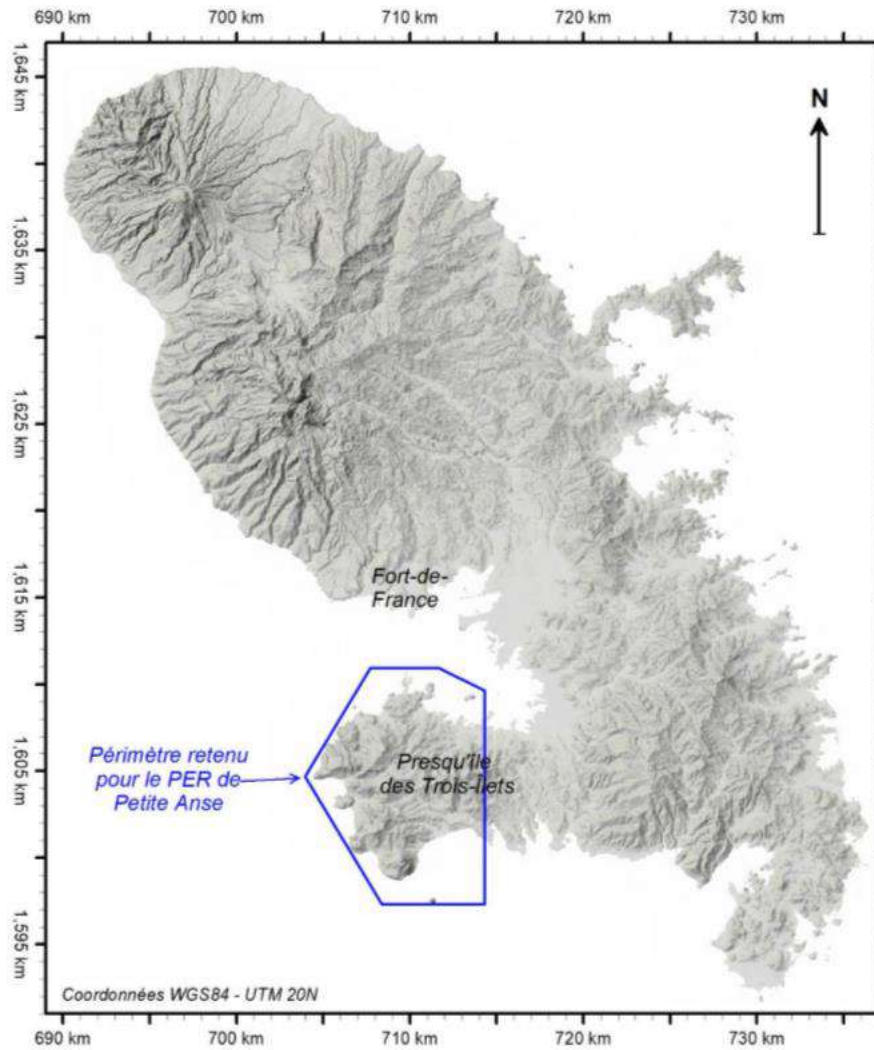 690 km
700 km
710 km
720 km
730 km
1,645 km
N
1,635 km
1,625 km
Fort-de-
France
1,615 km
Périmètre retenu
pour le PER de
Petite Anse
Presqu'île
des Trois-Îlets
1,605 km
1,595 km
Coordonnées WGS84 - UTM 20N
690 km
700 km
710 km
720 km
730 km